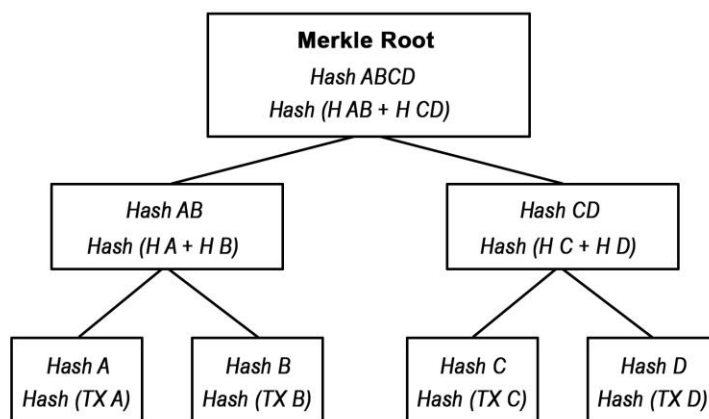 Merkle Root
Hash ABCD
Hash (H AB + H CD)
Hash AB
Hash (H A + H B)
Hash CD
Hash (H C + H D)
Hash A
Hash (TX A)
Hash B
Hash (TX B)
Hash C
Hash (TX C)
Hash D
Hash (TX D)